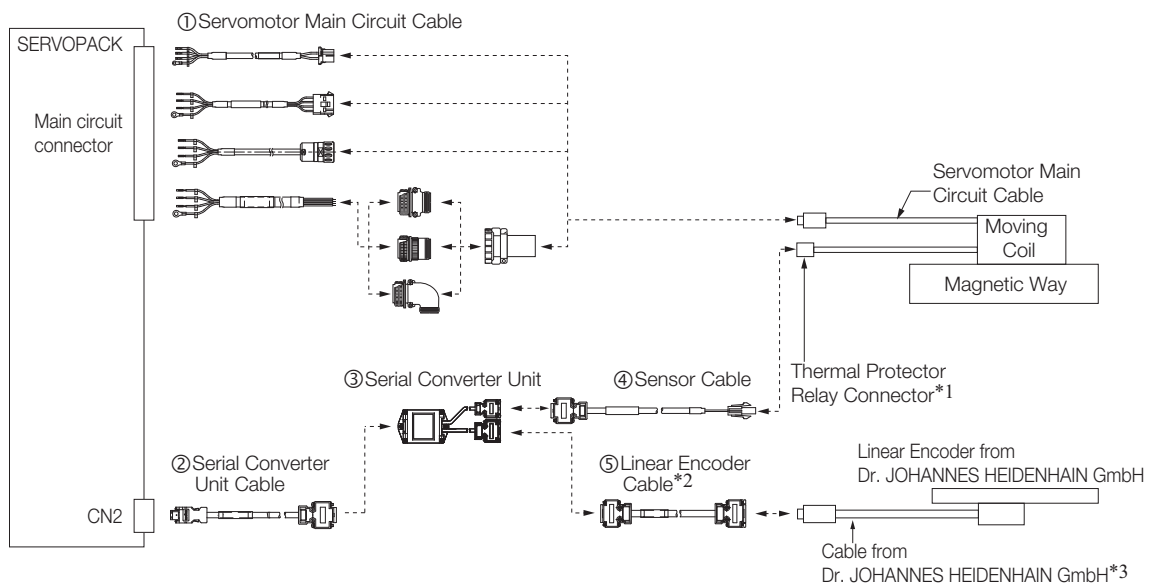 ①Servomotor Main Circuit Cable
SERVOPACK
Main circuit
connector
Servomotor Main
Circuit Cable
Moving
Coil
Magnetic Way
Thermal Protector
Relay Connector*1
③Serial Converter Unit
④Sensor Cable
②Serial Converter
Unit Cable
⑤Linear Encoder
Cable*2
Linear Encoder from
Dr. JOHANNES HEIDENHAIN GmbH
CN2
Cable from
Dr. JOHANNES HEIDENHAIN GmbH*3